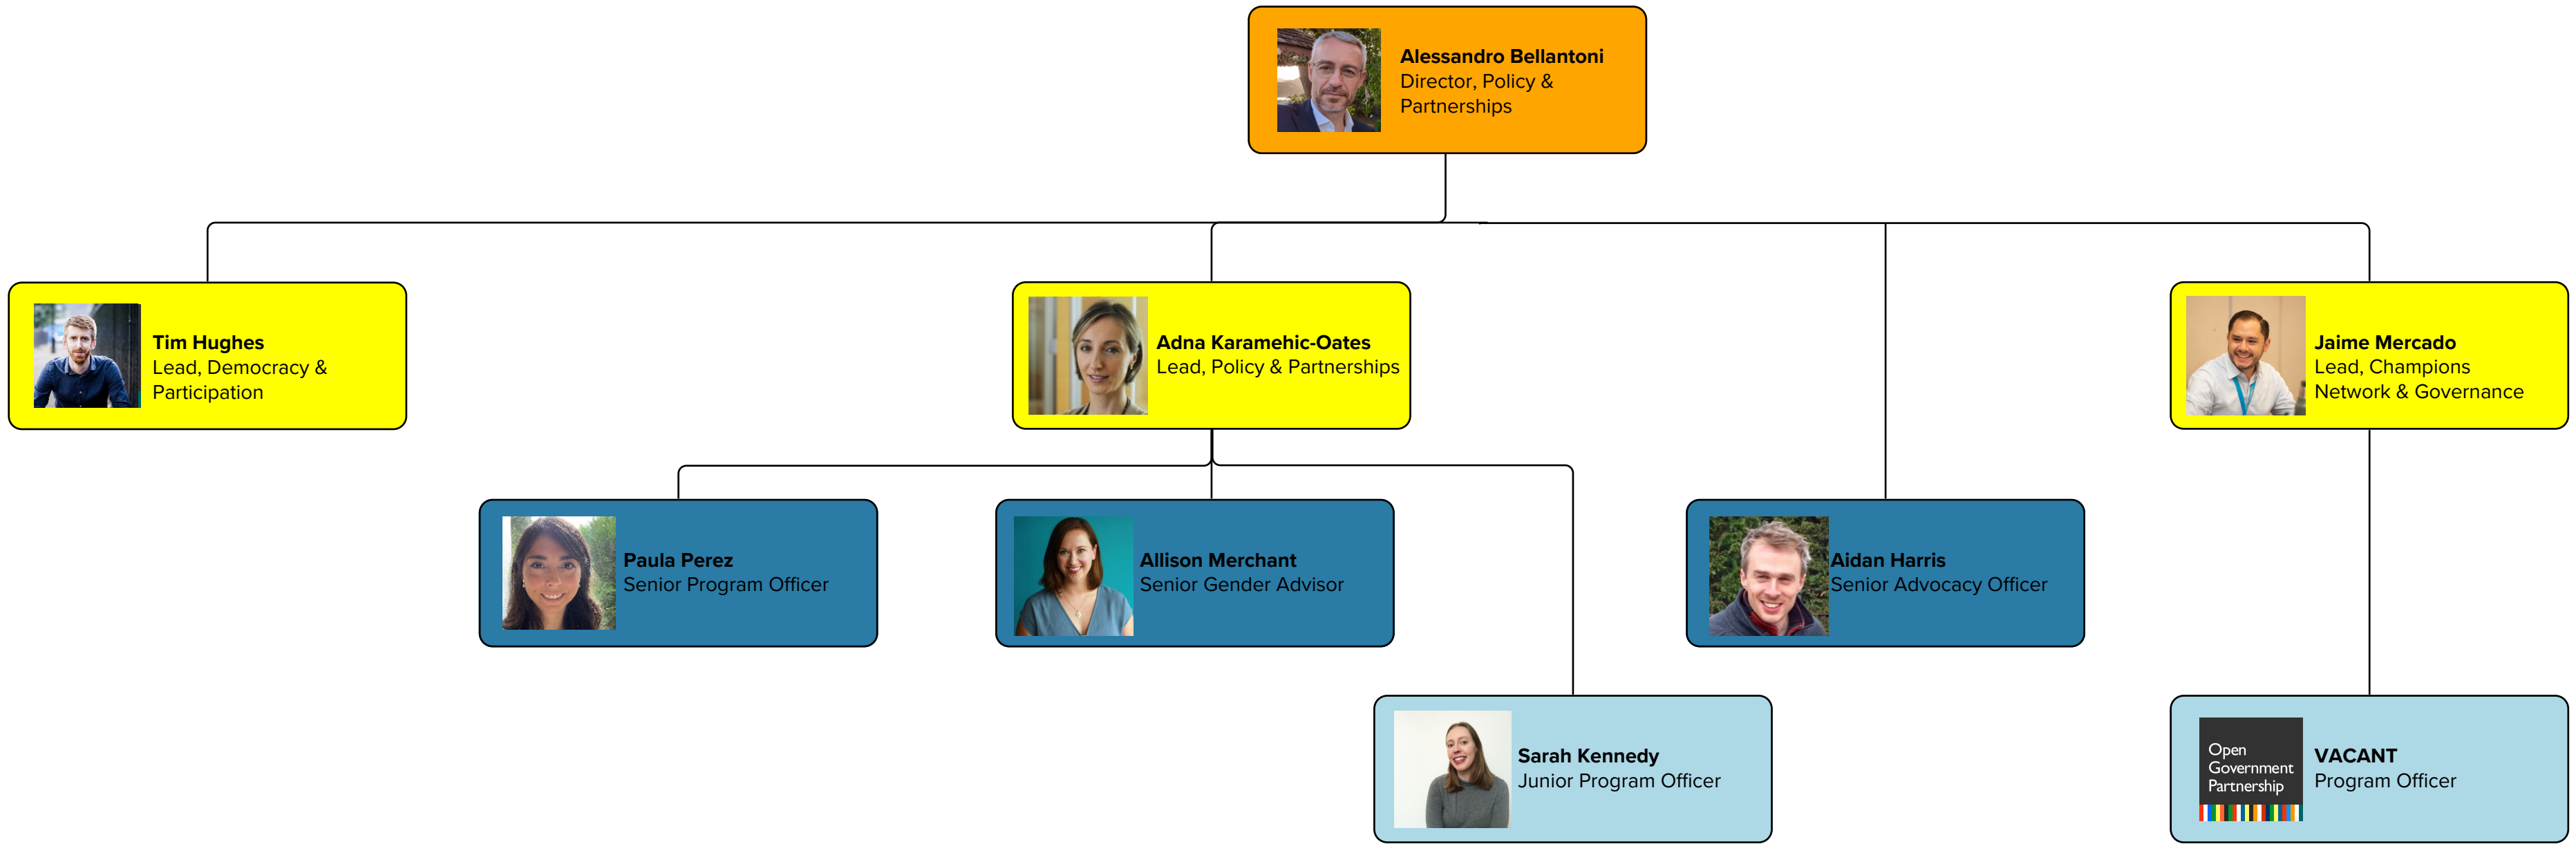 Alessandro Bellantoni
Director, Policy &
Partnerships
Tim Hughes
Lead, Democracy &
Participation
Adna Karamehic-Oates
Lead, Policy & Partnerships
Jaime Mercado
Lead, Champions
Network & Governance
Paula Perez
Senior Program Officer
Allison Merchant
Senior Gender Advisor
Aidan Harris
Senior Advocacy Officer
Sarah Kennedy
Junior Program Officer
Open
Government
Partnership
VACANT
Program Officer